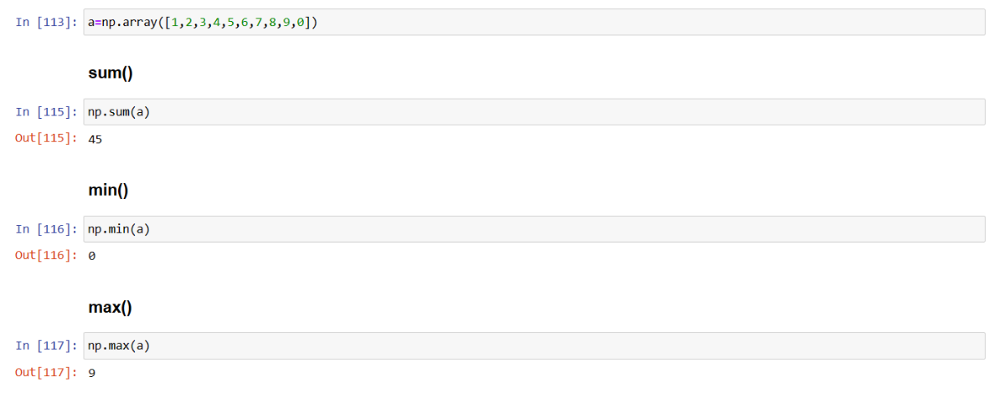 In [113]: a=np.array([1,2,3,4,5,6,7,8,9,0])
sum()
In [115]: np.sum(a)
Out[115]: 45
min()
In [116]: np.min(a)
Out[116]: 0
max()
In [117]: np.max(a)
Out[117]: 9